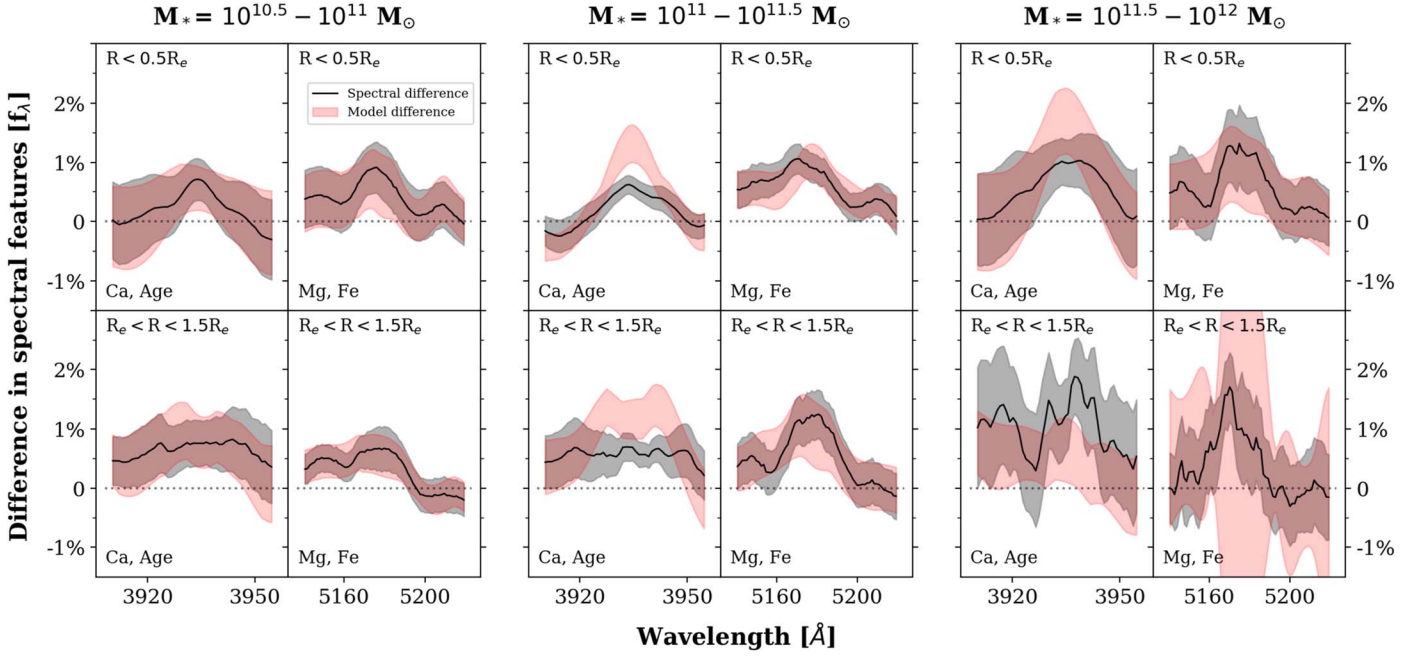 M∗= 10^10.5 − 10^11 M⊙
M∗= 10^11 − 10^11.5 M⊙
M∗= 10^11.5 − 10^12 M⊙
R < 0.5Re
R < 0.5Re
R < 0.5Re
R < 0.5Re
R < 0.5Re
R < 0.5Re
Spectral difference
Model difference
2%
1%
0
-1%
2%
1%
0
-1%
Ca, Age
Mg, Fe
Ca, Age
Mg, Fe
Ca, Age
Mg, Fe
Re < R < 1.5Re
Re < R < 1.5Re
Re < R < 1.5Re
Re < R < 1.5Re
Re < R < 1.5Re
Re < R < 1.5Re
2%
1%
0
-1%
2%
1%
0
-1%
Ca, Age
Mg, Fe
Ca, Age
Mg, Fe
Ca, Age
Mg, Fe
3920 3950 5160 5200
3920 3950 5160 5200
3920 3950 5160 5200
Wavelength [Å]
Difference in spectral features [fλ]